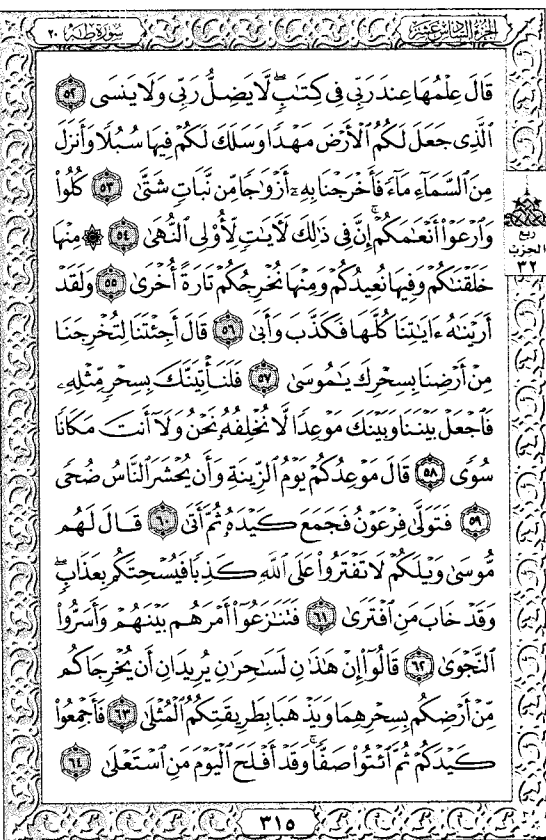 الجزء السادس عشر
سورة طه ٢٠
قَالَ عِلْمُهَا عِندَ رَبِّى فِى كِتَٰبٍۖ لَّا يَضِلُّ رَبِّى وَلَا يَنسَى ٥٢
ٱلَّذِى جَعَلَ لَكُمُ ٱلْأَرْضَ مَهْدًا وَسَلَكَ لَكُمْ فِيهَا سُبُلًا وَأَنزَلَ
مِنَ ٱلسَّمَآءِ مَآءً فَأَخْرَجْنَا بِهِۦٓ أَزْوَٰجًا مِّن نَّبَاتٍ شَتَّىٰ ٥٣ كُلُوا۟
وَٱرْعَوْا۟ أَنْعَٰمَكُمْۗ إِنَّ فِى ذَٰلِكَ لَءَايَٰتٍ لِّأُو۟لِى ٱلنُّهَىٰ ٥٤ ۞ مِنْهَا
خَلَقْنَٰكُمْ وَفِيهَا نُعِيدُكُمْ وَمِنْهَا نُخْرِجُكُمْ تَارَةً أُخْرَىٰ ٥٥ وَلَقَدْ
أَرَيْنَٰهُ ءَايَٰتِنَا كُلَّهَا فَكَذَّبَ وَأَبَىٰ ٥٦ قَالَ أَجِئْتَنَا لِتُخْرِجَنَا
مِنْ أَرْضِنَا بِسِحْرِكَ يَٰمُوسَىٰ ٥٧ فَلَنَأْتِيَنَّكَ بِسِحْرٍ مِّثْلِهِۦ
فَٱجْعَلْ بَيْنَنَا وَبَيْنَكَ مَوْعِدًا لَّا نُخْلِفُهُۥ نَحْنُ وَلَآ أَنتَ مَكَانًا
سُوًى ٥٨ قَالَ مَوْعِدُكُمْ يَوْمُ ٱلزِّينَةِ وَأَن يُحْشَرَ ٱلنَّاسُ ضُحًى
٥٩ فَتَوَلَّىٰ فِرْعَوْنُ فَجَمَعَ كَيْدَهُۥ ثُمَّ أَتَىٰ ٦٠ قَالَ لَهُم
مُّوسَىٰ وَيْلَكُمْ لَا تَفْتَرُوا۟ عَلَى ٱللَّهِ كَذِبًا فَيُسْحِتَكُم بِعَذَابٍۖ
وَقَدْ خَابَ مَنِ ٱفْتَرَىٰ ٦١ فَتَنَٰزَعُوٓا۟ أَمْرَهُم بَيْنَهُمْ وَأَسَرُّوا۟
ٱلنَّجْوَىٰ ٦٢ قَالُوٓا۟ إِنْ هَٰذَٰنِ لَسَٰحِرَٰنِ يُرِيدَانِ أَن يُخْرِجَاكُم
مِّنْ أَرْضِكُم بِسِحْرِهِمَا وَيَذْهَبَا بِطَرِيقَتِكُمُ ٱلْمُثْلَىٰ ٦٣ فَأَجْمِعُوا۟
كَيْدَكُمْ ثُمَّ ٱئْتُوا۟ صَفًّاۚ وَقَدْ أَفْلَحَ ٱلْيَوْمَ مَنِ ٱسْتَعْلَىٰ ٦٤
ربع
الحزب
٣٢
٣١٥